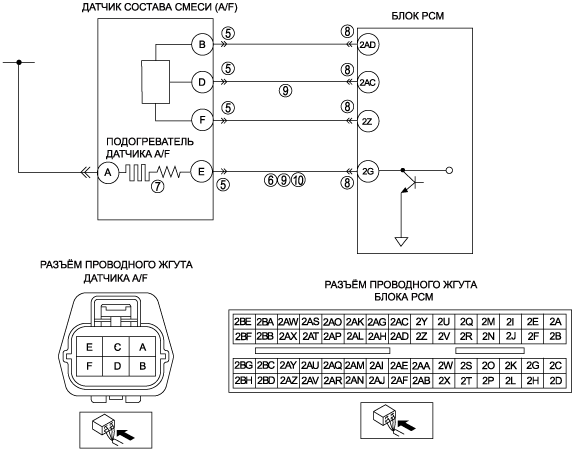 ДАТЧИК СОСТАВА СМЕСИ (A/F)
БЛОК PCM
B ⑤ ⑧ 2AD
D ⑤ ⑨ ⑧ 2AC
F ⑤ ⑧ 2Z
ПОДОГРЕВАТЕЛЬ
ДАТЧИКА A/F
A ⑦ E ⑤ ⑥ ⑨ ⑩ ⑧ 2G
РАЗЪЁМ ПРОВОДНОГО ЖГУТА
ДАТЧИКА A/F
E C A
F D B
РАЗЪЁМ ПРОВОДНОГО ЖГУТА
БЛОКА PCM
2BE 2BA 2AW 2AS 2AO 2AK 2AG 2AC 2Y 2U 2Q 2M 2I 2E 2A
2BF 2BB 2AX 2AT 2AP 2AL 2AH 2AD 2Z 2V 2R 2N 2J 2F 2B
2BG 2BC 2AY 2AU 2AQ 2AM 2AI 2AE 2AA 2W 2S 2O 2K 2G 2C
2BH 2BD 2AZ 2AV 2AR 2AN 2AJ 2AF 2AB 2X 2T 2P 2L 2H 2D